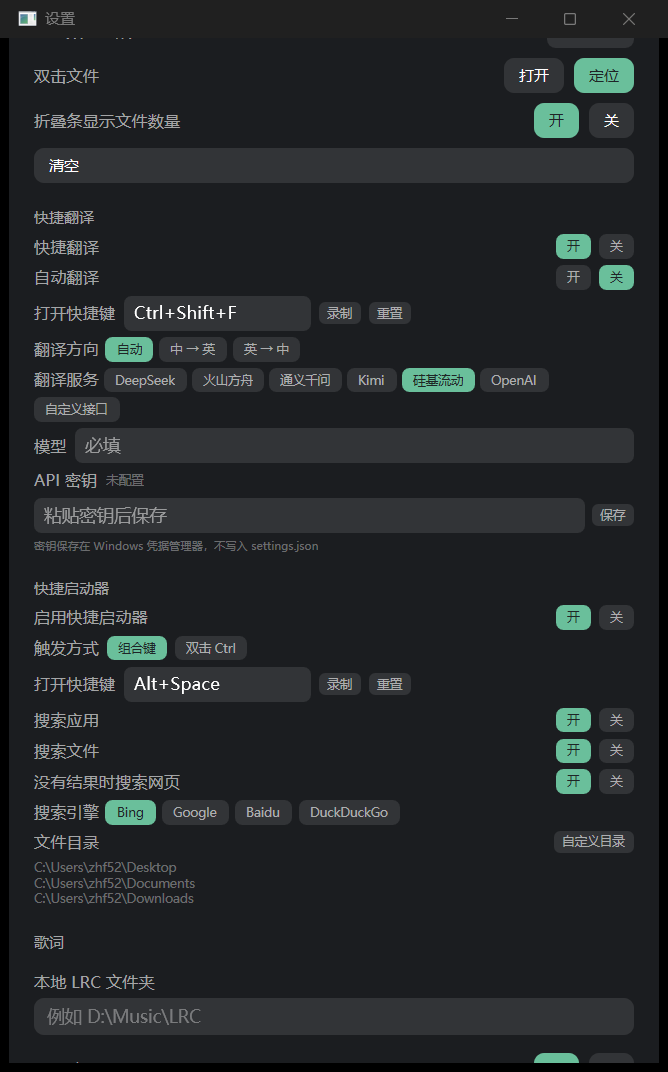 设置
双击文件 打开 定位
折叠条显示文件数量 开 关
清空
快捷翻译
快捷翻译 开 关
自动翻译 开 关
打开快捷键 Ctrl+Shift+F 录制 重置
翻译方向 自动 中 → 英 英 → 中
翻译服务 DeepSeek 火山方舟 通义千问 Kimi 硅基流动 OpenAI
自定义接口
模型 必填
API 密钥 未配置
粘贴密钥后保存 保存
密钥保存在 Windows 凭据管理器，不写入 settings.json
快捷启动器
启用快捷启动器 开 关
触发方式 组合键 双击 Ctrl
打开快捷键 Alt+Space 录制 重置
搜索应用 开 关
搜索文件 开 关
没有结果时搜索网页 开 关
搜索引擎 Bing Google Baidu DuckDuckGo
文件目录 自定义目录
C:\Users\zhf52\Desktop
C:\Users\zhf52\Documents
C:\Users\zhf52\Downloads
歌词
本地 LRC 文件夹
例如 D:\Music\LRC